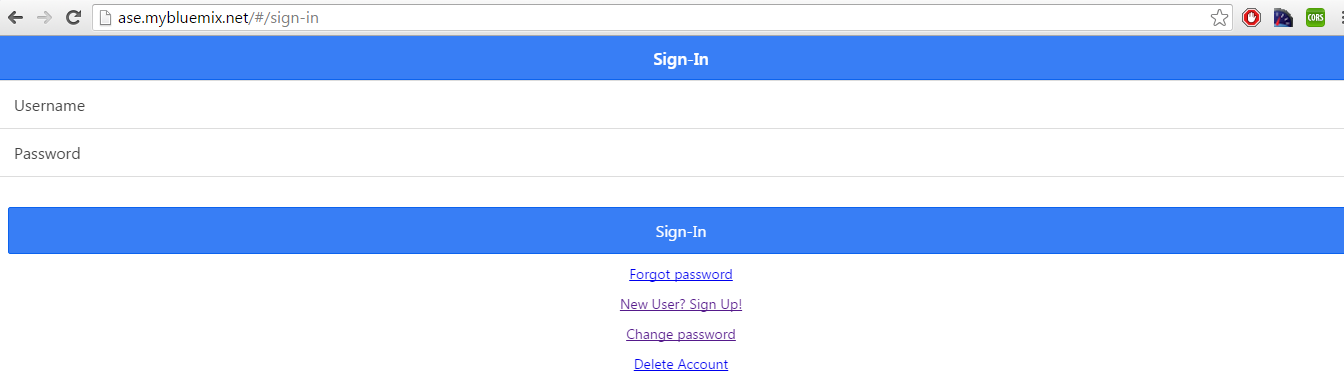 ase.mybluemix.net/#/sign-in
CORS
Sign-In
Username
Password
Sign-In
Forgot password
New User? Sign Up!
Change password
Delete Account